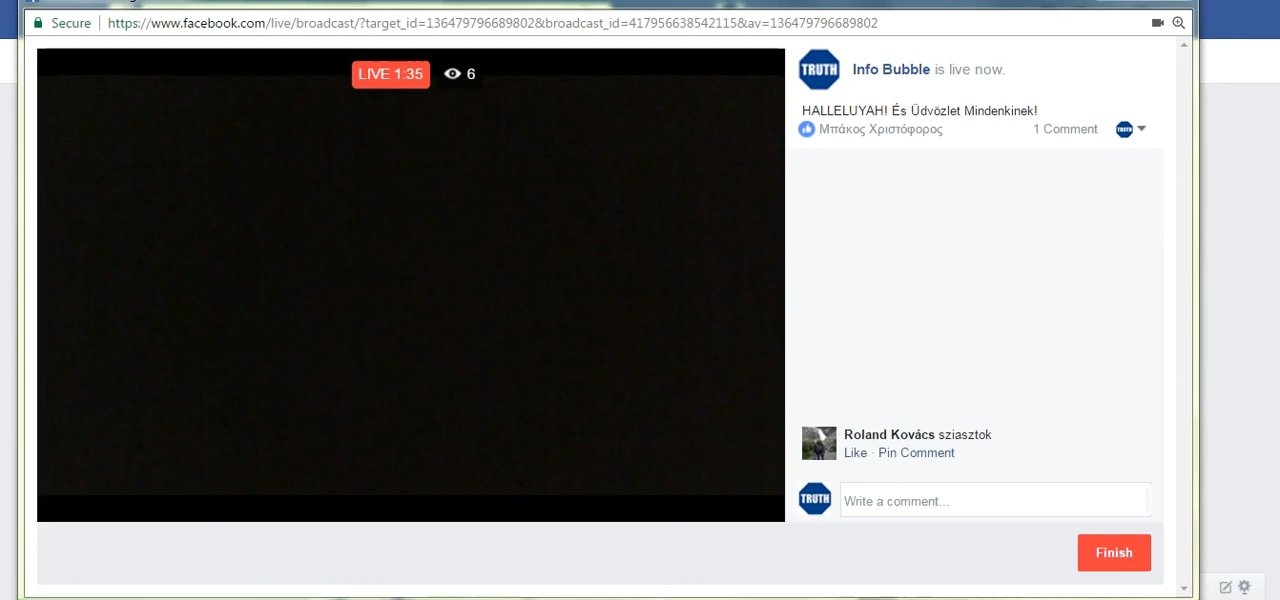 Secure https://www.facebook.com/live/broadcast/?target_id=136479796689802&broadcast_id=417956638542115&av=136479796689802
LIVE 1:35 6
TRUTH Info Bubble is live now.
HALLELUYAH! És Üdvözlet Mindenkinek!
Μπάκος Χριστόφορος 1 Comment TRUTH
Roland Kovács sziasztok
Like · Pin Comment
TRUTH Write a comment...
Finish